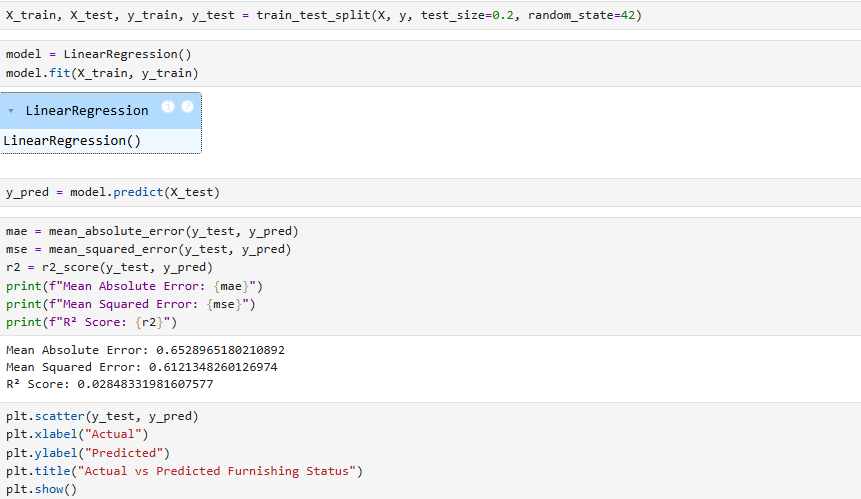 X_train, X_test, y_train, y_test = train_test_split(X, y, test_size=0.2, random_state=42)
model = LinearRegression()
model.fit(X_train, y_train)
▾ LinearRegression i ?
LinearRegression()
y_pred = model.predict(X_test)
mae = mean_absolute_error(y_test, y_pred)
mse = mean_squared_error(y_test, y_pred)
r2 = r2_score(y_test, y_pred)
print(f"Mean Absolute Error: {mae}")
print(f"Mean Squared Error: {mse}")
print(f"R² Score: {r2}")
Mean Absolute Error: 0.6528965180210892
Mean Squared Error: 0.6121348260126974
R² Score: 0.02848331981607577
plt.scatter(y_test, y_pred)
plt.xlabel("Actual")
plt.ylabel("Predicted")
plt.title("Actual vs Predicted Furnishing Status")
plt.show()